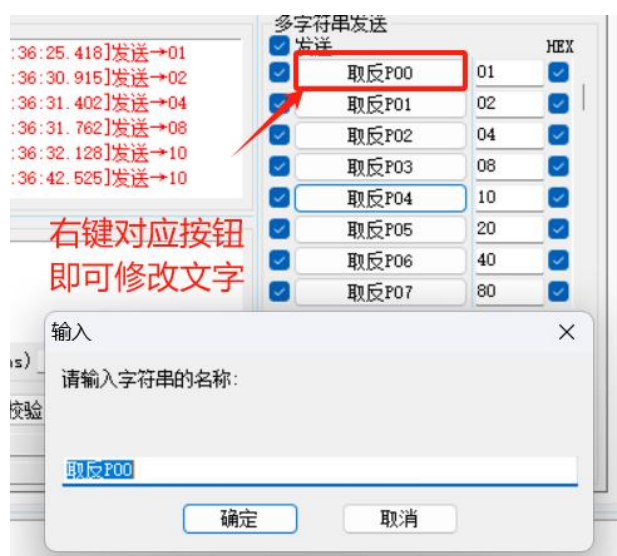 多字符串发送
发送 HEX
:36:25.418]发送→01
:36:30.915]发送→02
:36:31.402]发送→04
:36:31.762]发送→08
:36:32.128]发送→10
:36:42.525]发送→10
取反P00 01
取反P01 02
取反P02 04
取反P03 08
取反P04 10
取反P05 20
取反P06 40
取反P07 80
右键对应按钮
即可修改文字
s)
校验
输入
请输入字符串的名称:
取反P00
确定 取消